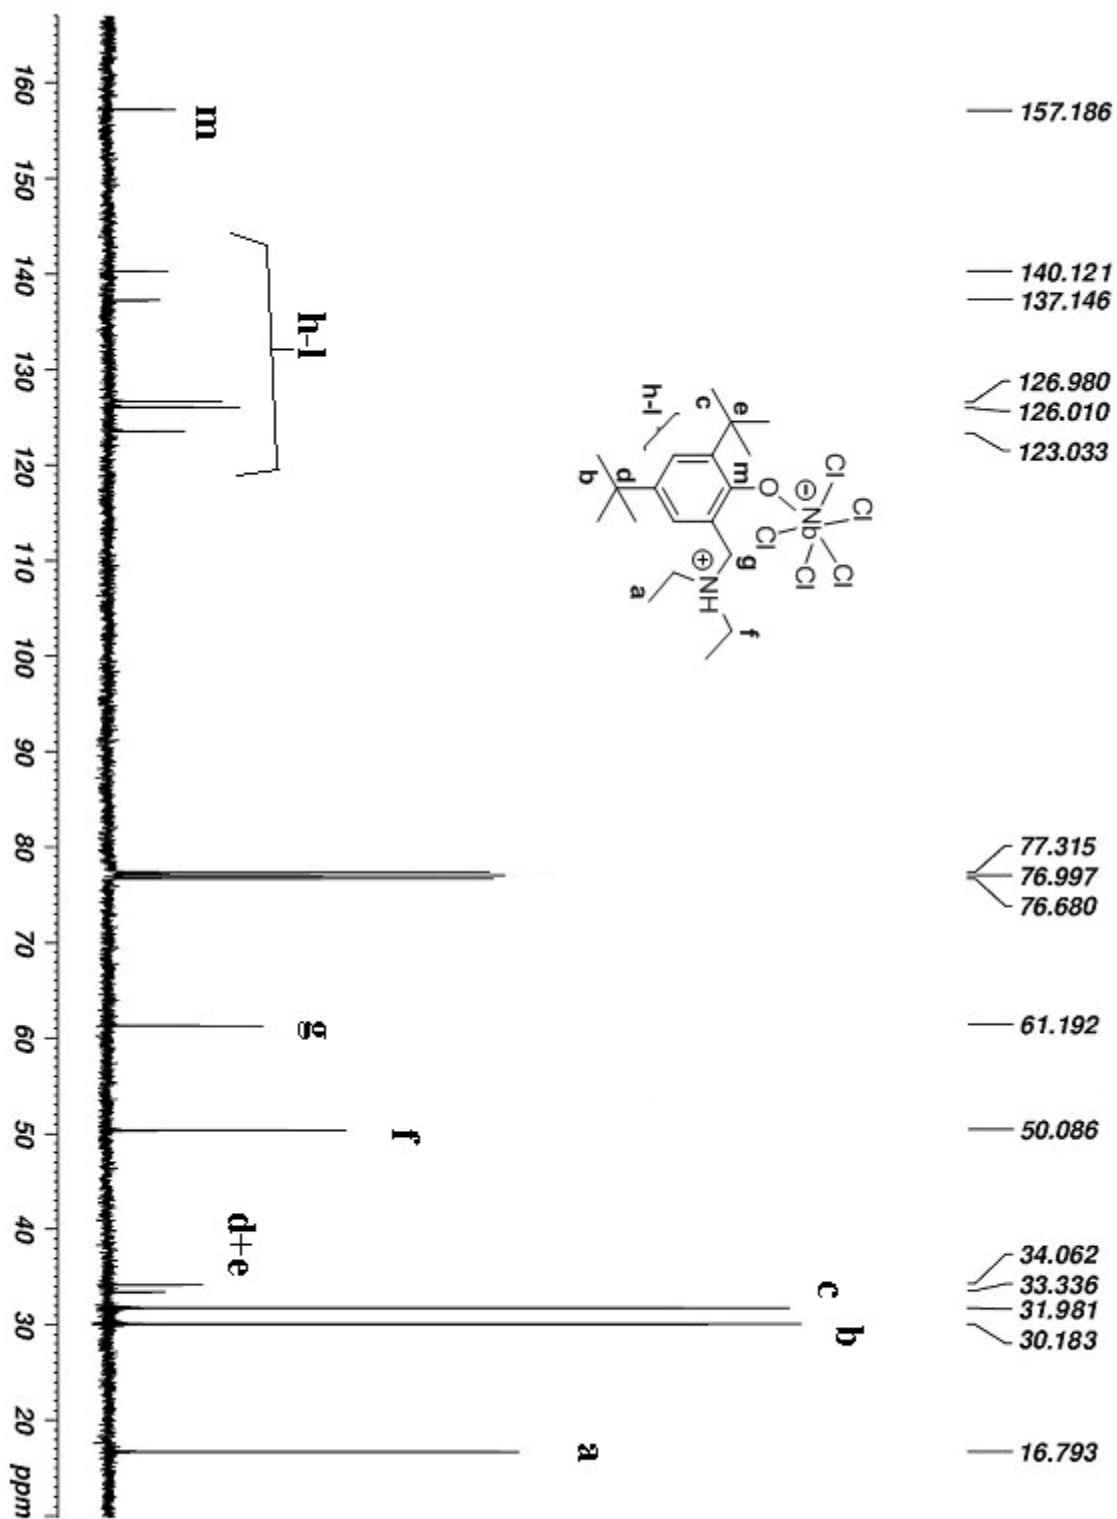 157.186
140.121
137.146
126.980
126.010
123.033
77.315
76.997
76.680
61.192
50.086
34.062
33.336
31.981
30.183
16.793
m
h-l
g
f
d+e
c
b
a
Cl
Cl
Cl
Cl
Cl
⊖
Nb
O
m
e
c
h-l
d
b
g
⊕
NH
a
f
160
150
140
130
120
110
100
90
80
70
60
50
40
30
20
ppm